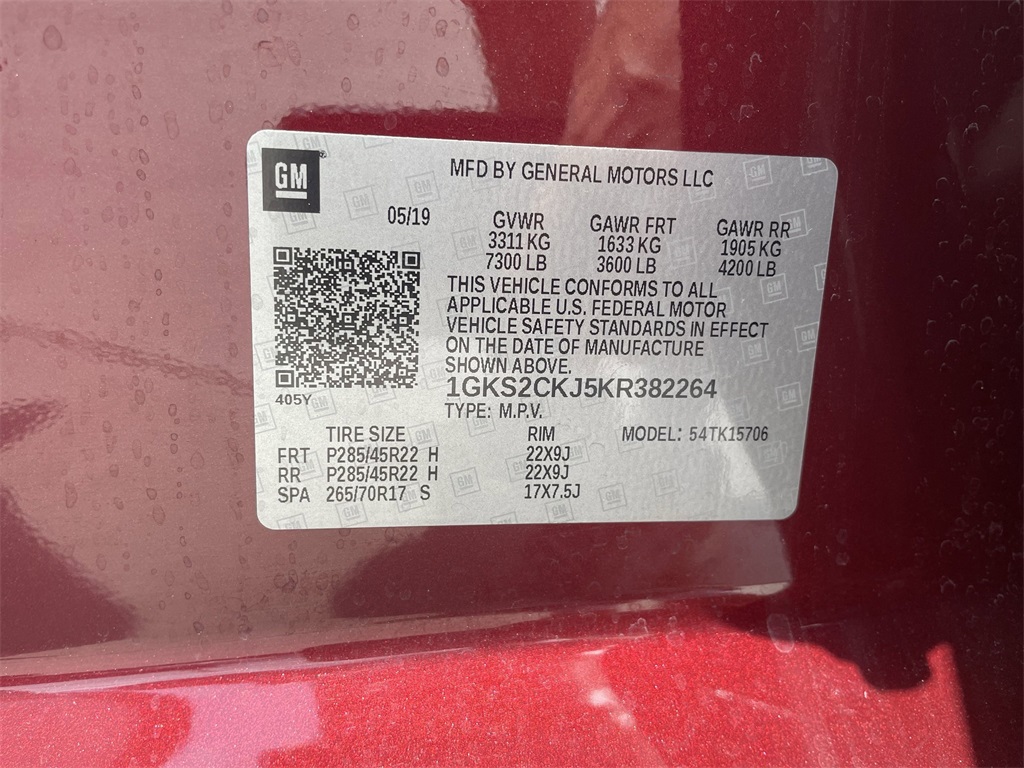 GM
MFD BY GENERAL MOTORS LLC
05/19 GVWR GAWR FRT GAWR RR
3311 KG 1633 KG 1905 KG
7300 LB 3600 LB 4200 LB
THIS VEHICLE CONFORMS TO ALL
APPLICABLE U.S. FEDERAL MOTOR
VEHICLE SAFETY STANDARDS IN EFFECT
ON THE DATE OF MANUFACTURE
SHOWN ABOVE.
1GKS2CKJ5KR382264
405Y
TYPE: M.P.V.
TIRE SIZE RIM MODEL: 54TK15706
FRT P285/45R22 H 22X9J
RR P285/45R22 H 22X9J
SPA 265/70R17 S 17X7.5J